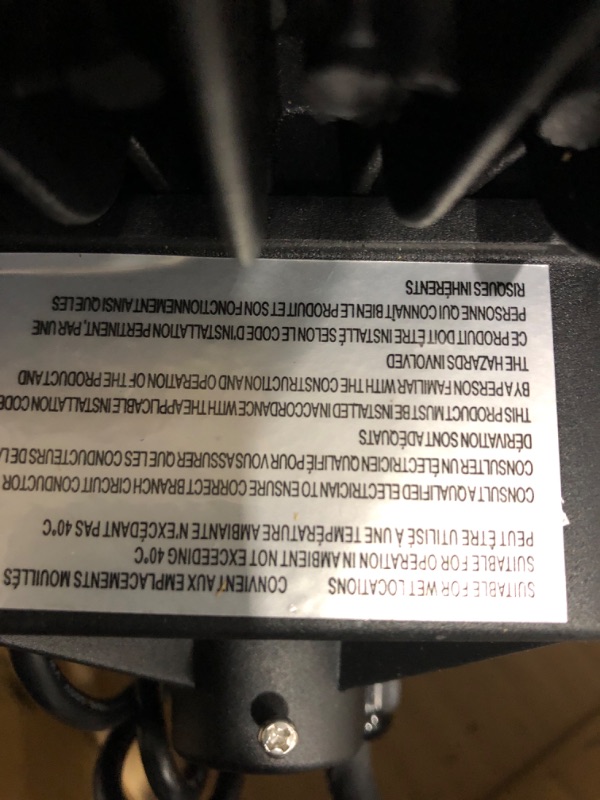 SUITABLE FOR WET LOCATIONS CONVIENT AUX EMPLACEMENTS MOUILLÉS
SUITABLE FOR OPERATION IN AMBIENT NOT EXCEEDING 40°C
PEUT ÊTRE UTILISÉ À UNE TEMPÉRATURE AMBIANTE N'EXCÉDANT PAS 40°C
CONSULT A QUALIFIED ELECTRICIAN TO ENSURE CORRECT BRANCH CIRCUIT CONDUCTOR
CONSULTER UN ÉLECTRICIEN QUALIFIÉ POUR VOUS ASSURER QUE LES CONDUCTEURS DE LA
DÉRIVATION SONT ADÉQUATS
THIS PRODUCT MUST BE INSTALLED IN ACCORDANCE WITH THE APPLICABLE INSTALLATION CODE
BY A PERSON FAMILIAR WITH THE CONSTRUCTION AND OPERATION OF THE PRODUCT AND
THE HAZARDS INVOLVED
CE PRODUIT DOIT ÊTRE INSTALLÉ SELON LE CODE D'INSTALLATION PERTINENT, PAR UNE
PERSONNE QUI CONNAÎT BIEN LE PRODUIT ET SON FONCTIONNEMENT AINSI QUE LES
RISQUES INHÉRENTS